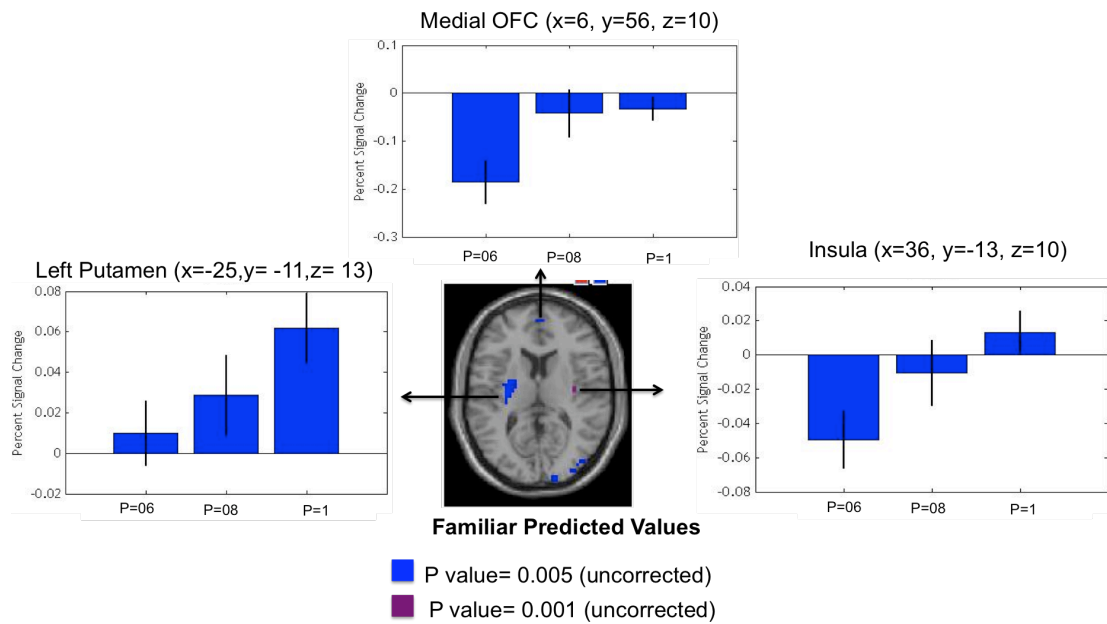 Medial OFC (x=6, y=56, z=10)
0.1
0
-0.1
-0.2
-0.3
Percent Signal Change
P=06 P=08 P=1
Left Putamen (x=-25,y= -11,z= 13)
0.08
0.06
0.04
0.02
0
-0.02
Percent Signal Change
P=06 P=08 P=1
Insula (x=36, y=-13, z=10)
0.04
0.02
0
-0.02
-0.04
-0.06
-0.08
Percent Signal Change
P=06 P=08 P=1
Familiar Predicted Values
P value= 0.005 (uncorrected)
P value= 0.001 (uncorrected)